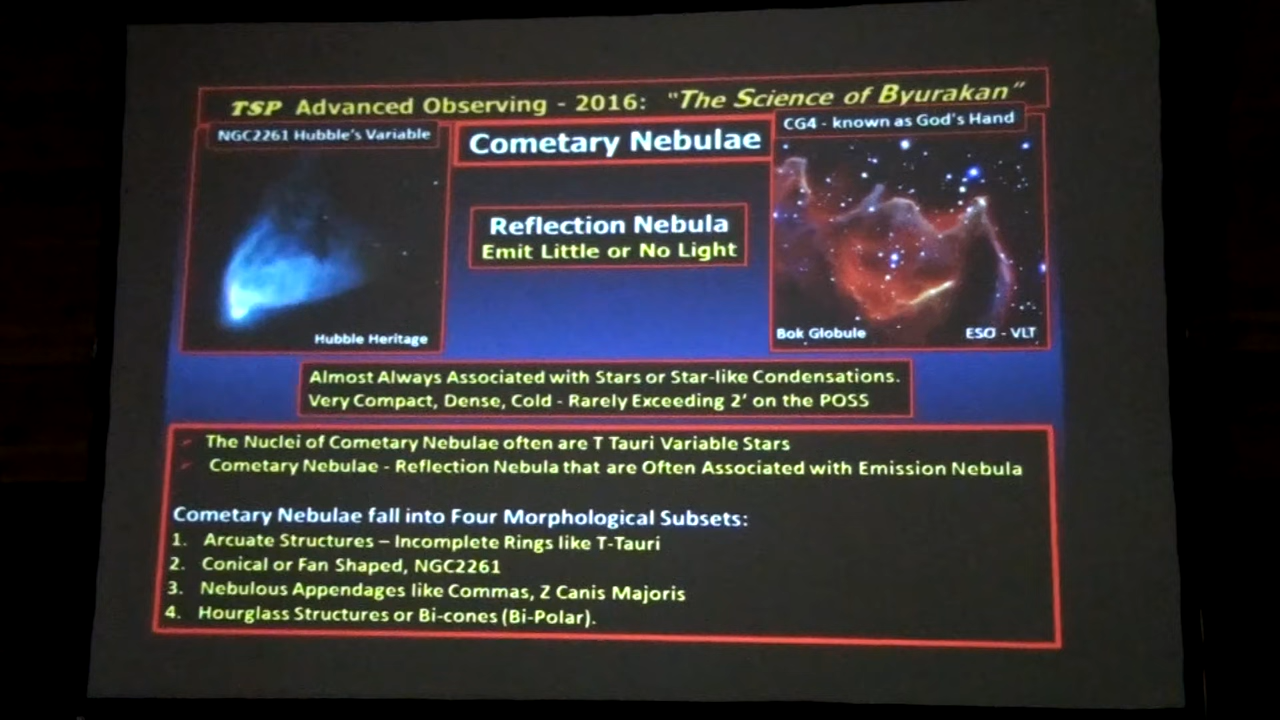 TSP Advanced Observing - 2016: "The Science of Byurakan"
NGC2261 Hubble's Variable
Cometary Nebulae
CG4 - known as God's Hand
Reflection Nebula
Emit Little or No Light
Hubble Heritage
Bok Globule
ESO - VLT
Almost Always Associated with Stars or Star-like Condensations.
Very Compact, Dense, Cold - Rarely Exceeding 2' on the POSS
The Nuclei of Cometary Nebulae often are T Tauri Variable Stars
Cometary Nebulae - Reflection Nebula that are Often Associated with Emission Nebula
Cometary Nebulae fall into Four Morphological Subsets:
1. Arcuate Structures – Incomplete Rings like T-Tauri
2. Conical or Fan Shaped, NGC2261
3. Nebulous Appendages like Commas, Z Canis Majoris
4. Hourglass Structures or Bi-cones (Bi-Polar).